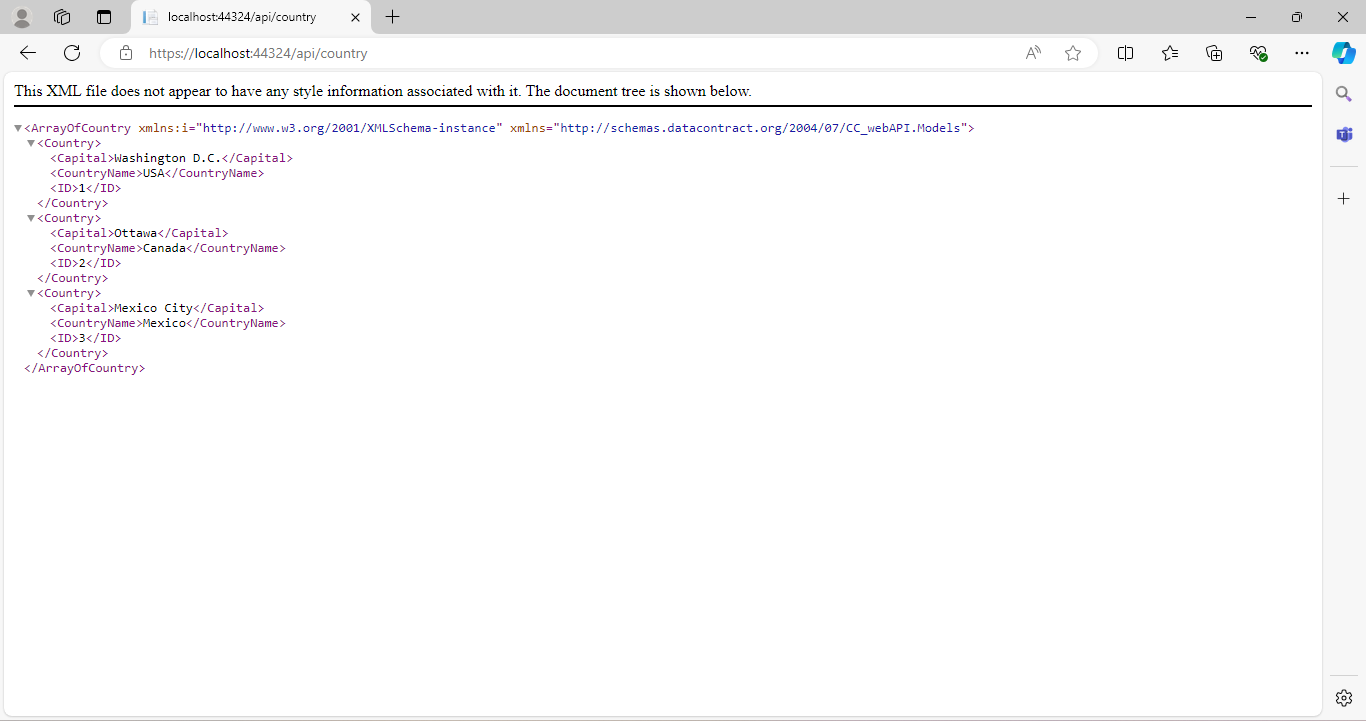 localhost:44324/api/country
https://localhost:44324/api/country
This XML file does not appear to have any style information associated with it. The document tree is shown below.
▼<ArrayOfCountry xmlns:i="http://www.w3.org/2001/XMLSchema-instance" xmlns="http://schemas.datacontract.org/2004/07/CC_webAPI.Models">
▼<Country>
<Capital>Washington D.C.</Capital>
<CountryName>USA</CountryName>
<ID>1</ID>
</Country>
▼<Country>
<Capital>Ottawa</Capital>
<CountryName>Canada</CountryName>
<ID>2</ID>
</Country>
▼<Country>
<Capital>Mexico City</Capital>
<CountryName>Mexico</CountryName>
<ID>3</ID>
</Country>
</ArrayOfCountry>